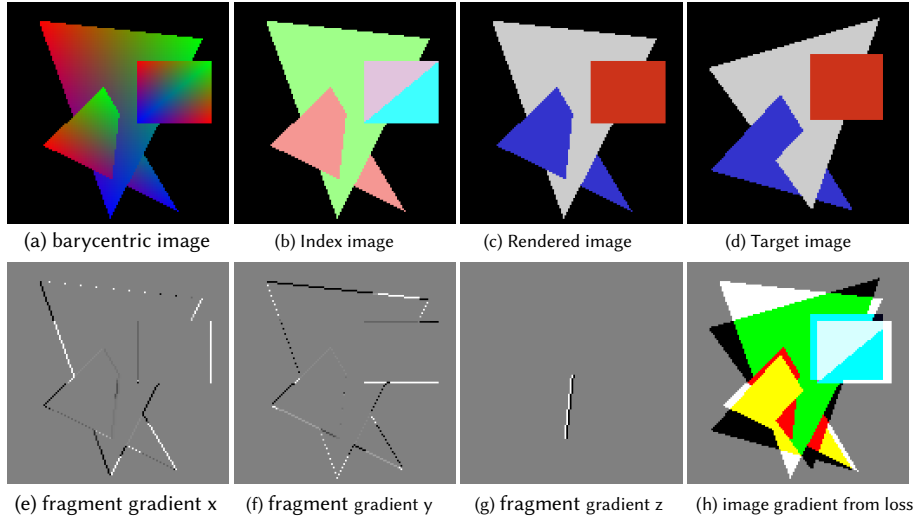 (a) barycentric image
(b) Index image
(c) Rendered image
(d) Target image
(e) fragment gradient x
(f) fragment gradient y
(g) fragment gradient z
(h) image gradient from loss